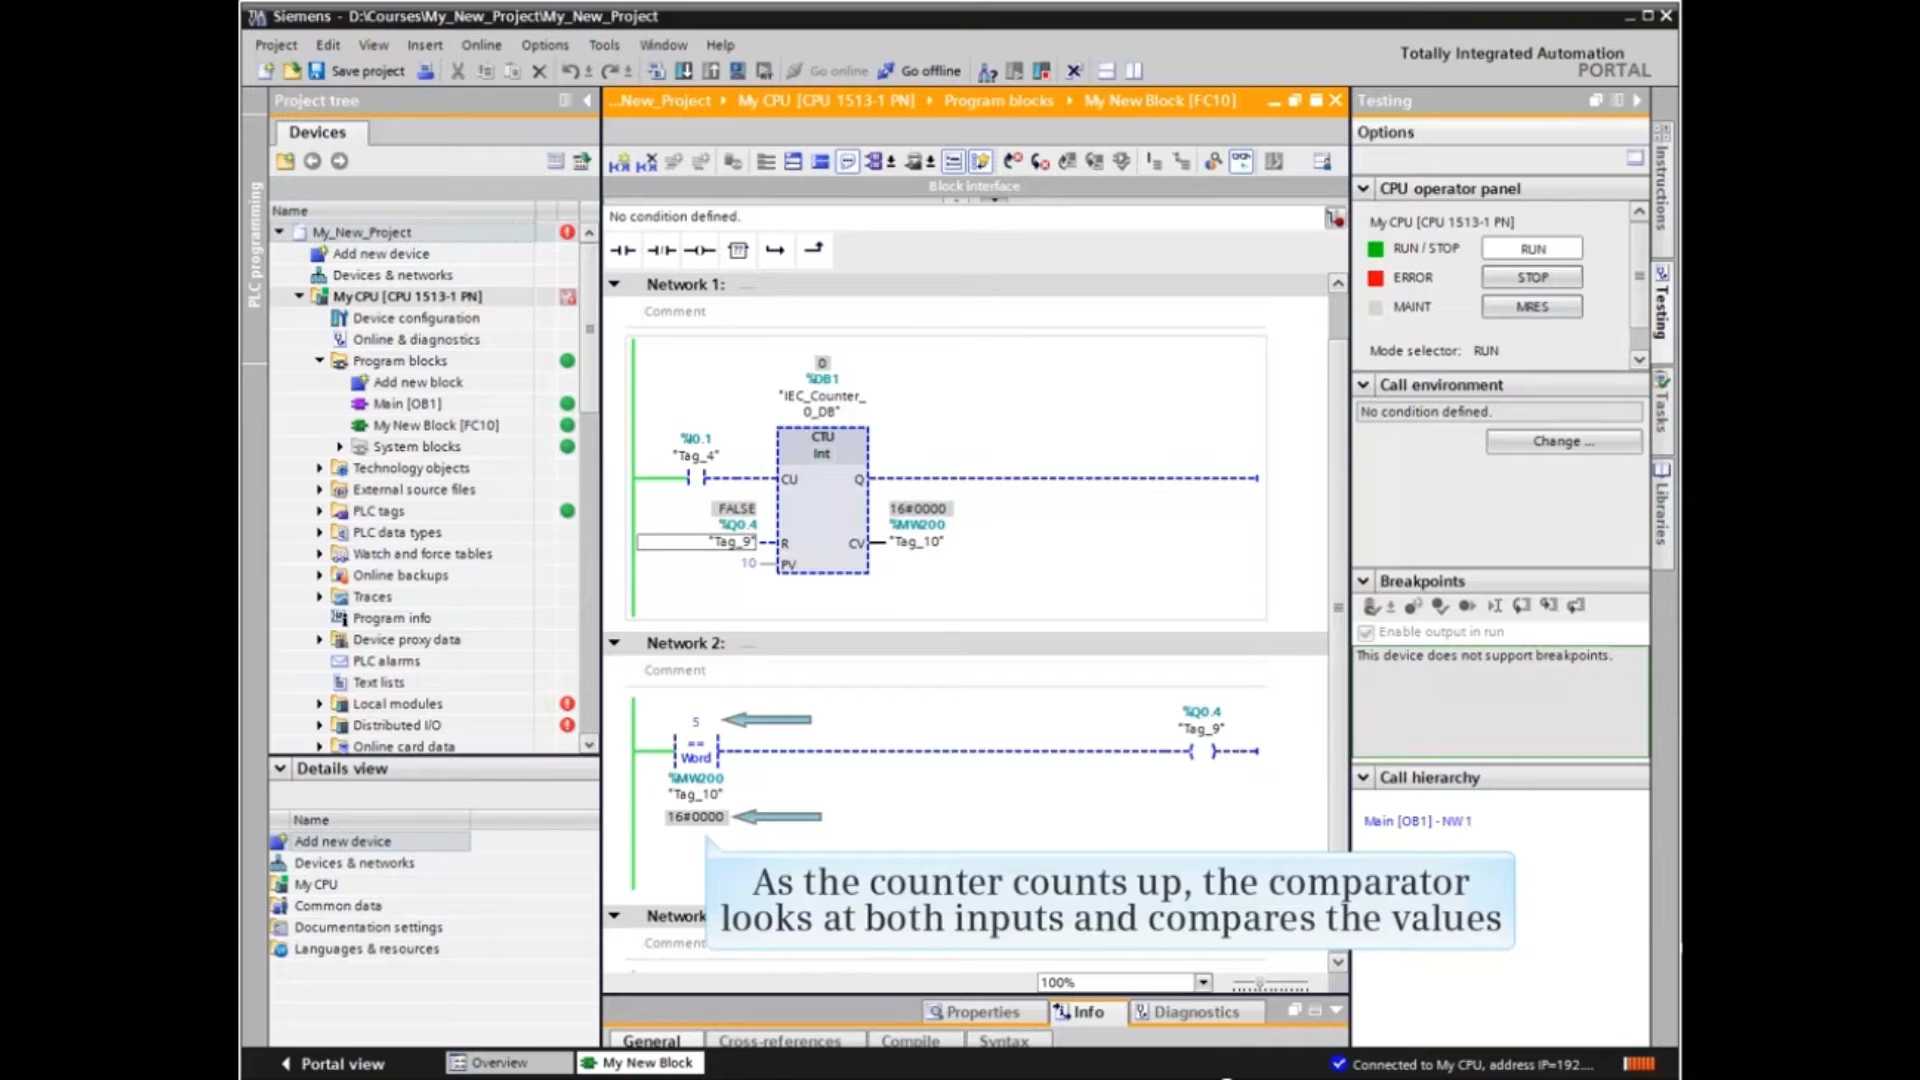 Siemens - D:\Courses\My_New_Project\My_New_Project
Project Edit View Insert Online Options Tools Window Help
Totally Integrated Automation
PORTAL
Save project
Go online
Go offline
Project tree
...New_Project My CPU [CPU 1513-1 PN] Program blocks My New Block [FC10]
Testing
Devices
Options
PLC programming
Name
My_New_Project
Add new device
Devices & networks
My CPU [CPU 1513-1 PN]
Device configuration
Online & diagnostics
Program blocks
Add new block
Main [OB1]
My New Block [FC10]
System blocks
Technology objects
External source files
PLC tags
PLC data types
Watch and force tables
Online backups
Traces
Program info
Device proxy data
PLC alarms
Text lists
Local modules
Distributed I/O
Online card data
Details view
Name
Add new device
Devices & networks
My CPU
Common data
Documentation settings
Languages & resources
Block interface
No condition defined.
Network 1:
Comment
0
%DB1
"IEC_Counter_
0_DB"
CTU
Int
%I0.1
"Tag_4"
CU
Q
FALSE
%Q0.4
"Tag_9"
R
10
PV
16#0000
%MW200
CV
"Tag_10"
Network 2:
Comment
5
==
Word
%MW200
"Tag_10"
16#0000
%Q0.4
"Tag_9"
As the counter counts up, the comparator
looks at both inputs and compares the values
Network
Comment
100%
Properties
Info
Diagnostics
General
Cross-references
Compile
Syntax
CPU operator panel
My CPU [CPU 1513-1 PN]
RUN / STOP RUN
ERROR STOP
MAINT MRES
Mode selector: RUN
Call environment
No condition defined.
Change ...
Breakpoints
Enable output in run
This device does not support breakpoints.
Call hierarchy
Main [OB1] - NW1
Instructions
Testing
Tasks
Libraries
Portal view
Overview
My New Block
Connected to My CPU, address IP=192....